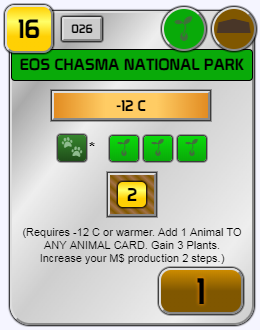 16
026
EOS CHASMA NATIONAL PARK
-12 C
*
2
(Requires -12 C or warmer. Add 1 Animal TO
ANY ANIMAL CARD. Gain 3 Plants.
Increase your M$ production 2 steps.)
1